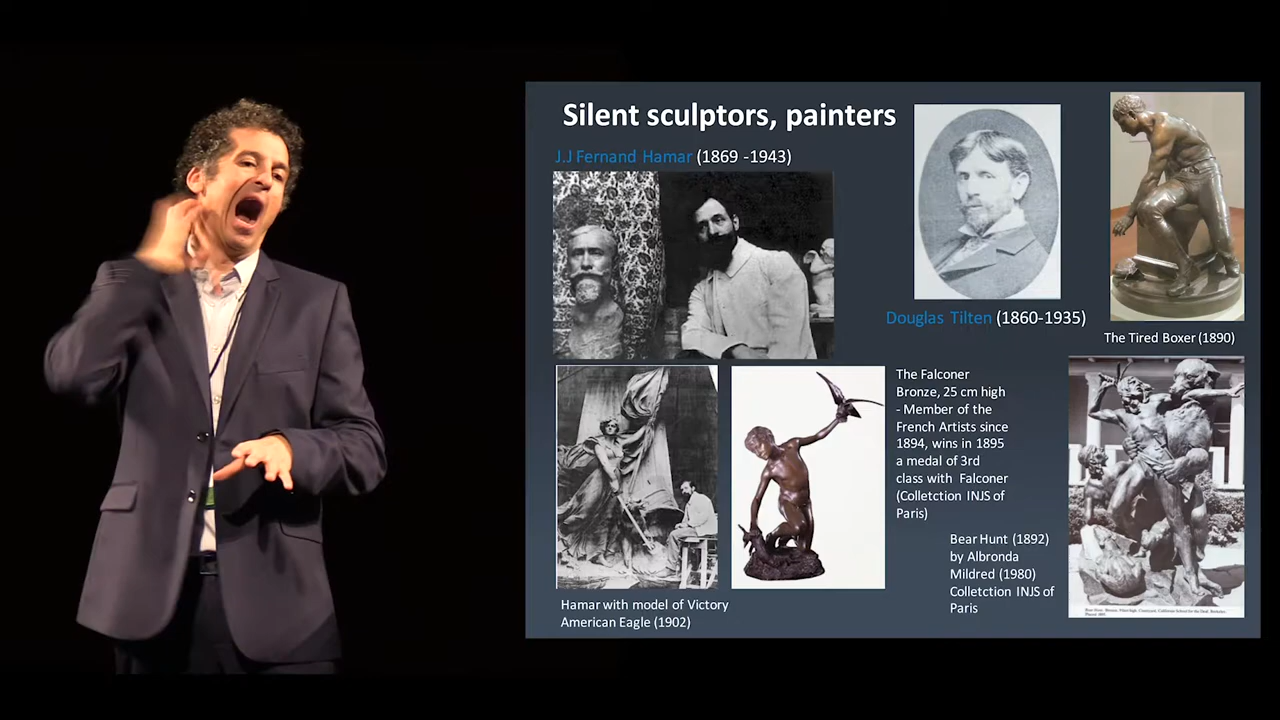 Silent sculptors, painters
J.J Fernand Hamar (1869 -1943)
Douglas Tilten (1860-1935)
The Tired Boxer (1890)
The Falconer
Bronze, 25 cm high
- Member of the
French Artists since
1894, wins in 1895
a medal of 3rd
class with Falconer
(Colletction INJS of
Paris)
Bear Hunt (1892)
by Albronda
Mildred (1980)
Colletction INJS of
Paris
Hamar with model of Victory
American Eagle (1902)